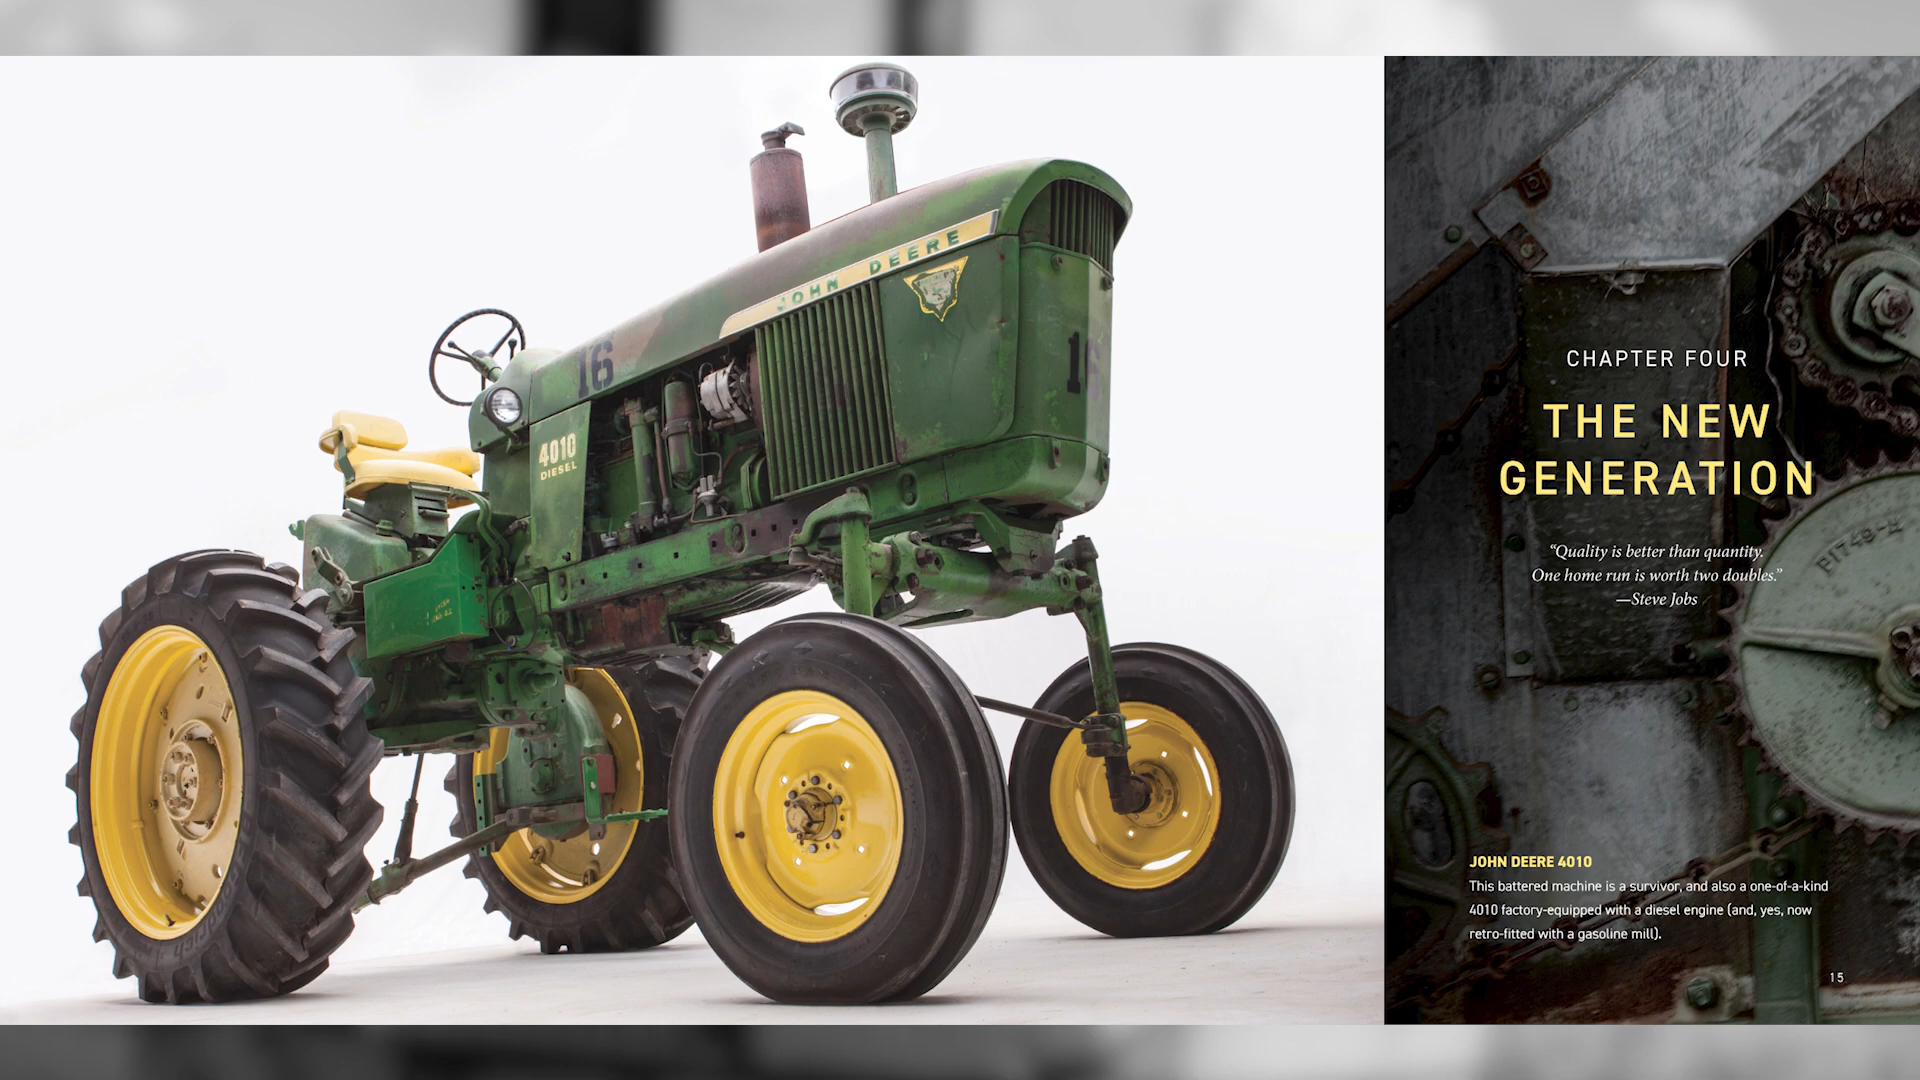 JOHN DEERE
16
16
4010
DIESEL
CHAPTER FOUR
THE NEW
GENERATION
“Quality is better than quantity.
One home run is worth two doubles.”
—Steve Jobs
P1749-H
JOHN DEERE 4010
This battered machine is a survivor, and also a one-of-a-kind
4010 factory-equipped with a diesel engine (and, yes, now
retro-fitted with a gasoline mill).
15